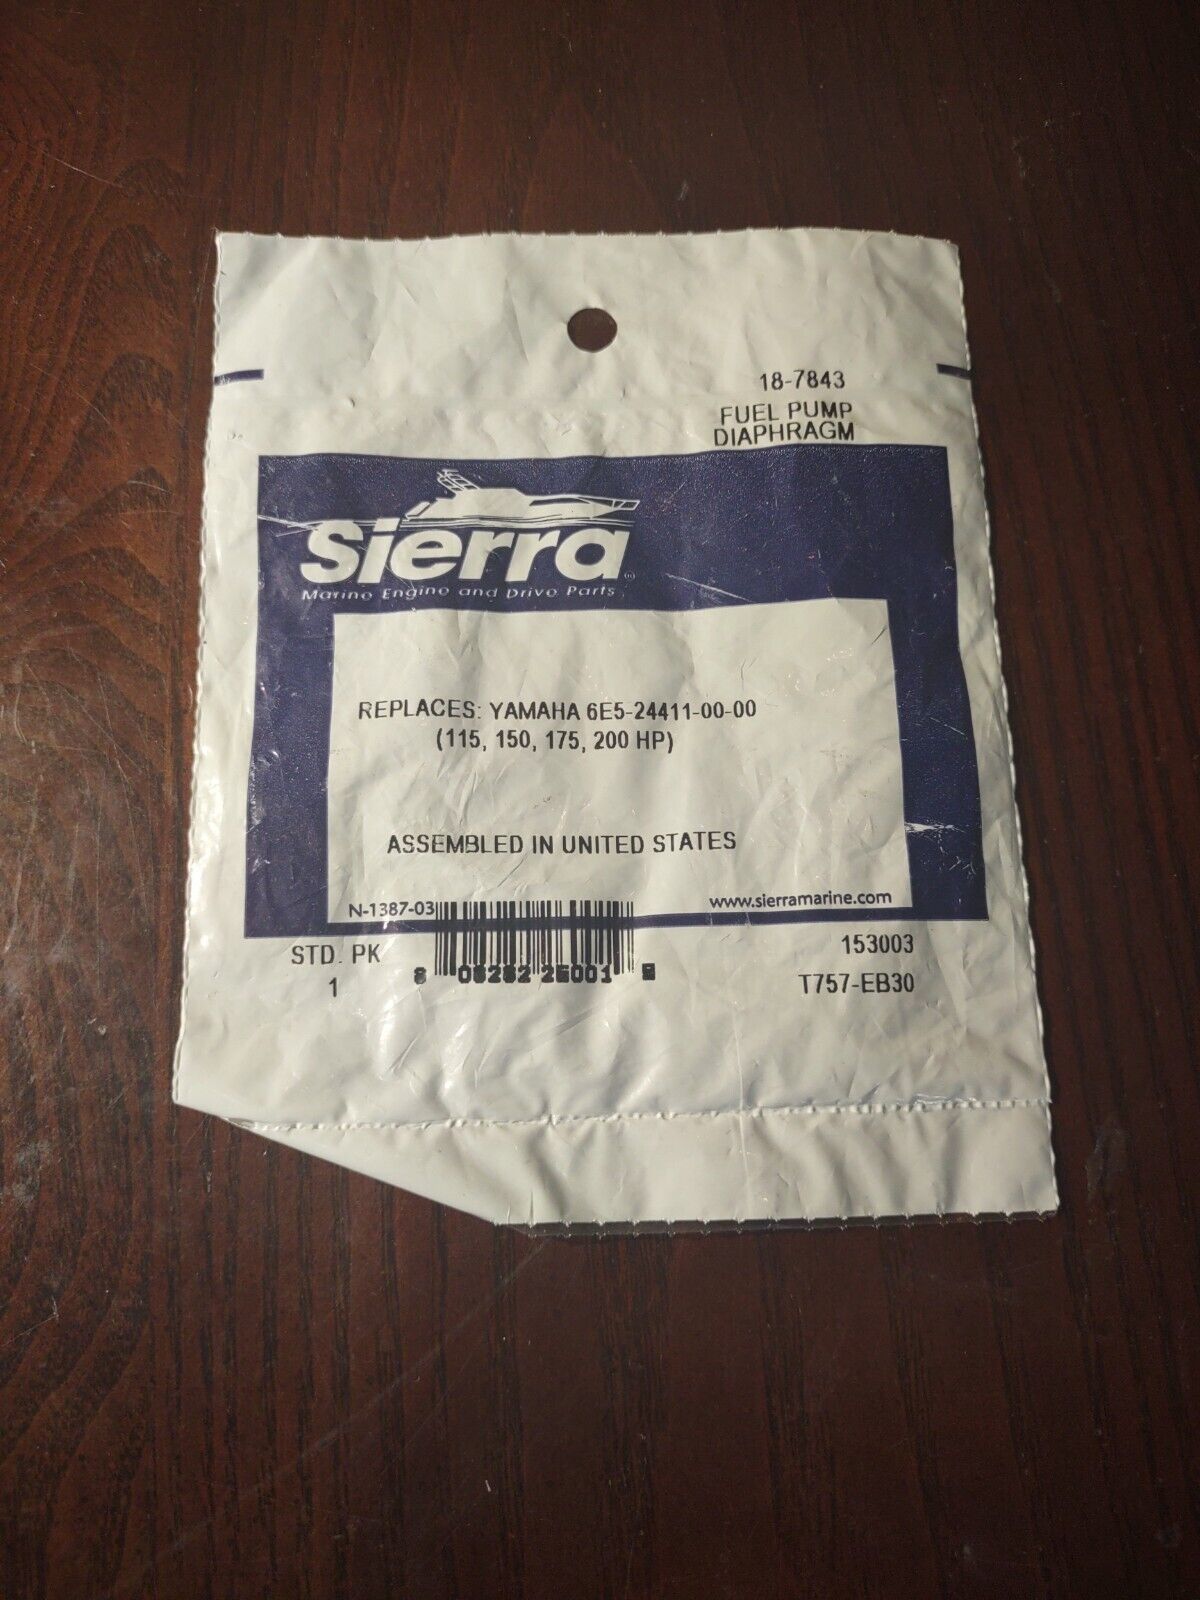 18-7843
FUEL PUMP
DIAPHRAGM
Sierra
Marine Engine and Drive Parts
REPLACES: YAMAHA 6E5-24411-00-00
(115, 150, 175, 200 HP)
ASSEMBLED IN UNITED STATES
N-1387-03
www.sierramarine.com
STD. PK
1
153003
T757-EB30